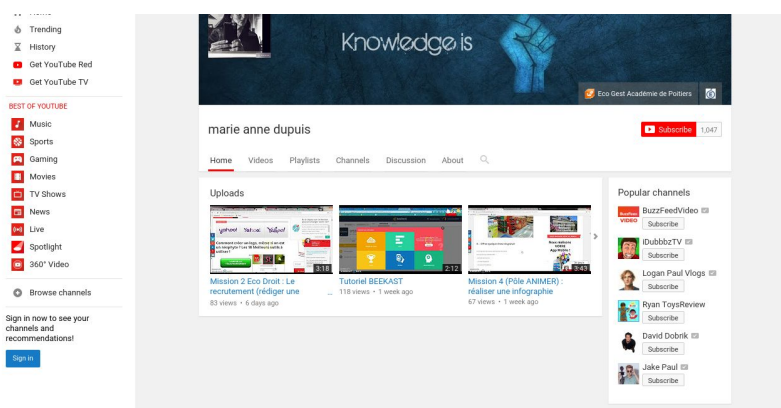 Home
Trending
History
Get YouTube Red
Get YouTube TV
BEST OF YOUTUBE
Music
Sports
Gaming
Movies
TV Shows
News
Live
Spotlight
360° Video
Browse channels
Sign in now to see your
channels and
recommendations!
Sign in
Knowledge is
Eco Gest Académie de Poitiers
marie anne dupuis
Subscribe 1,047
Home Videos Playlists Channels Discussion About
Uploads
yahoo! Yahoo! YAHOO!
3:18
2:12
3:43
Mission 2 Eco Droit : Le
recrutement (rédiger une ...
83 views • 6 days ago
Tutoriel BEEKAST
118 views • 1 week ago
Mission 4 (Pôle ANIMER) :
réaliser une infographie
67 views • 1 week ago
Popular channels
BuzzFeedVideo
Subscribe
iDubbbzTV
Subscribe
Logan Paul Vlogs
Subscribe
Ryan ToysReview
Subscribe
David Dobrik
Subscribe
Jake Paul
Subscribe